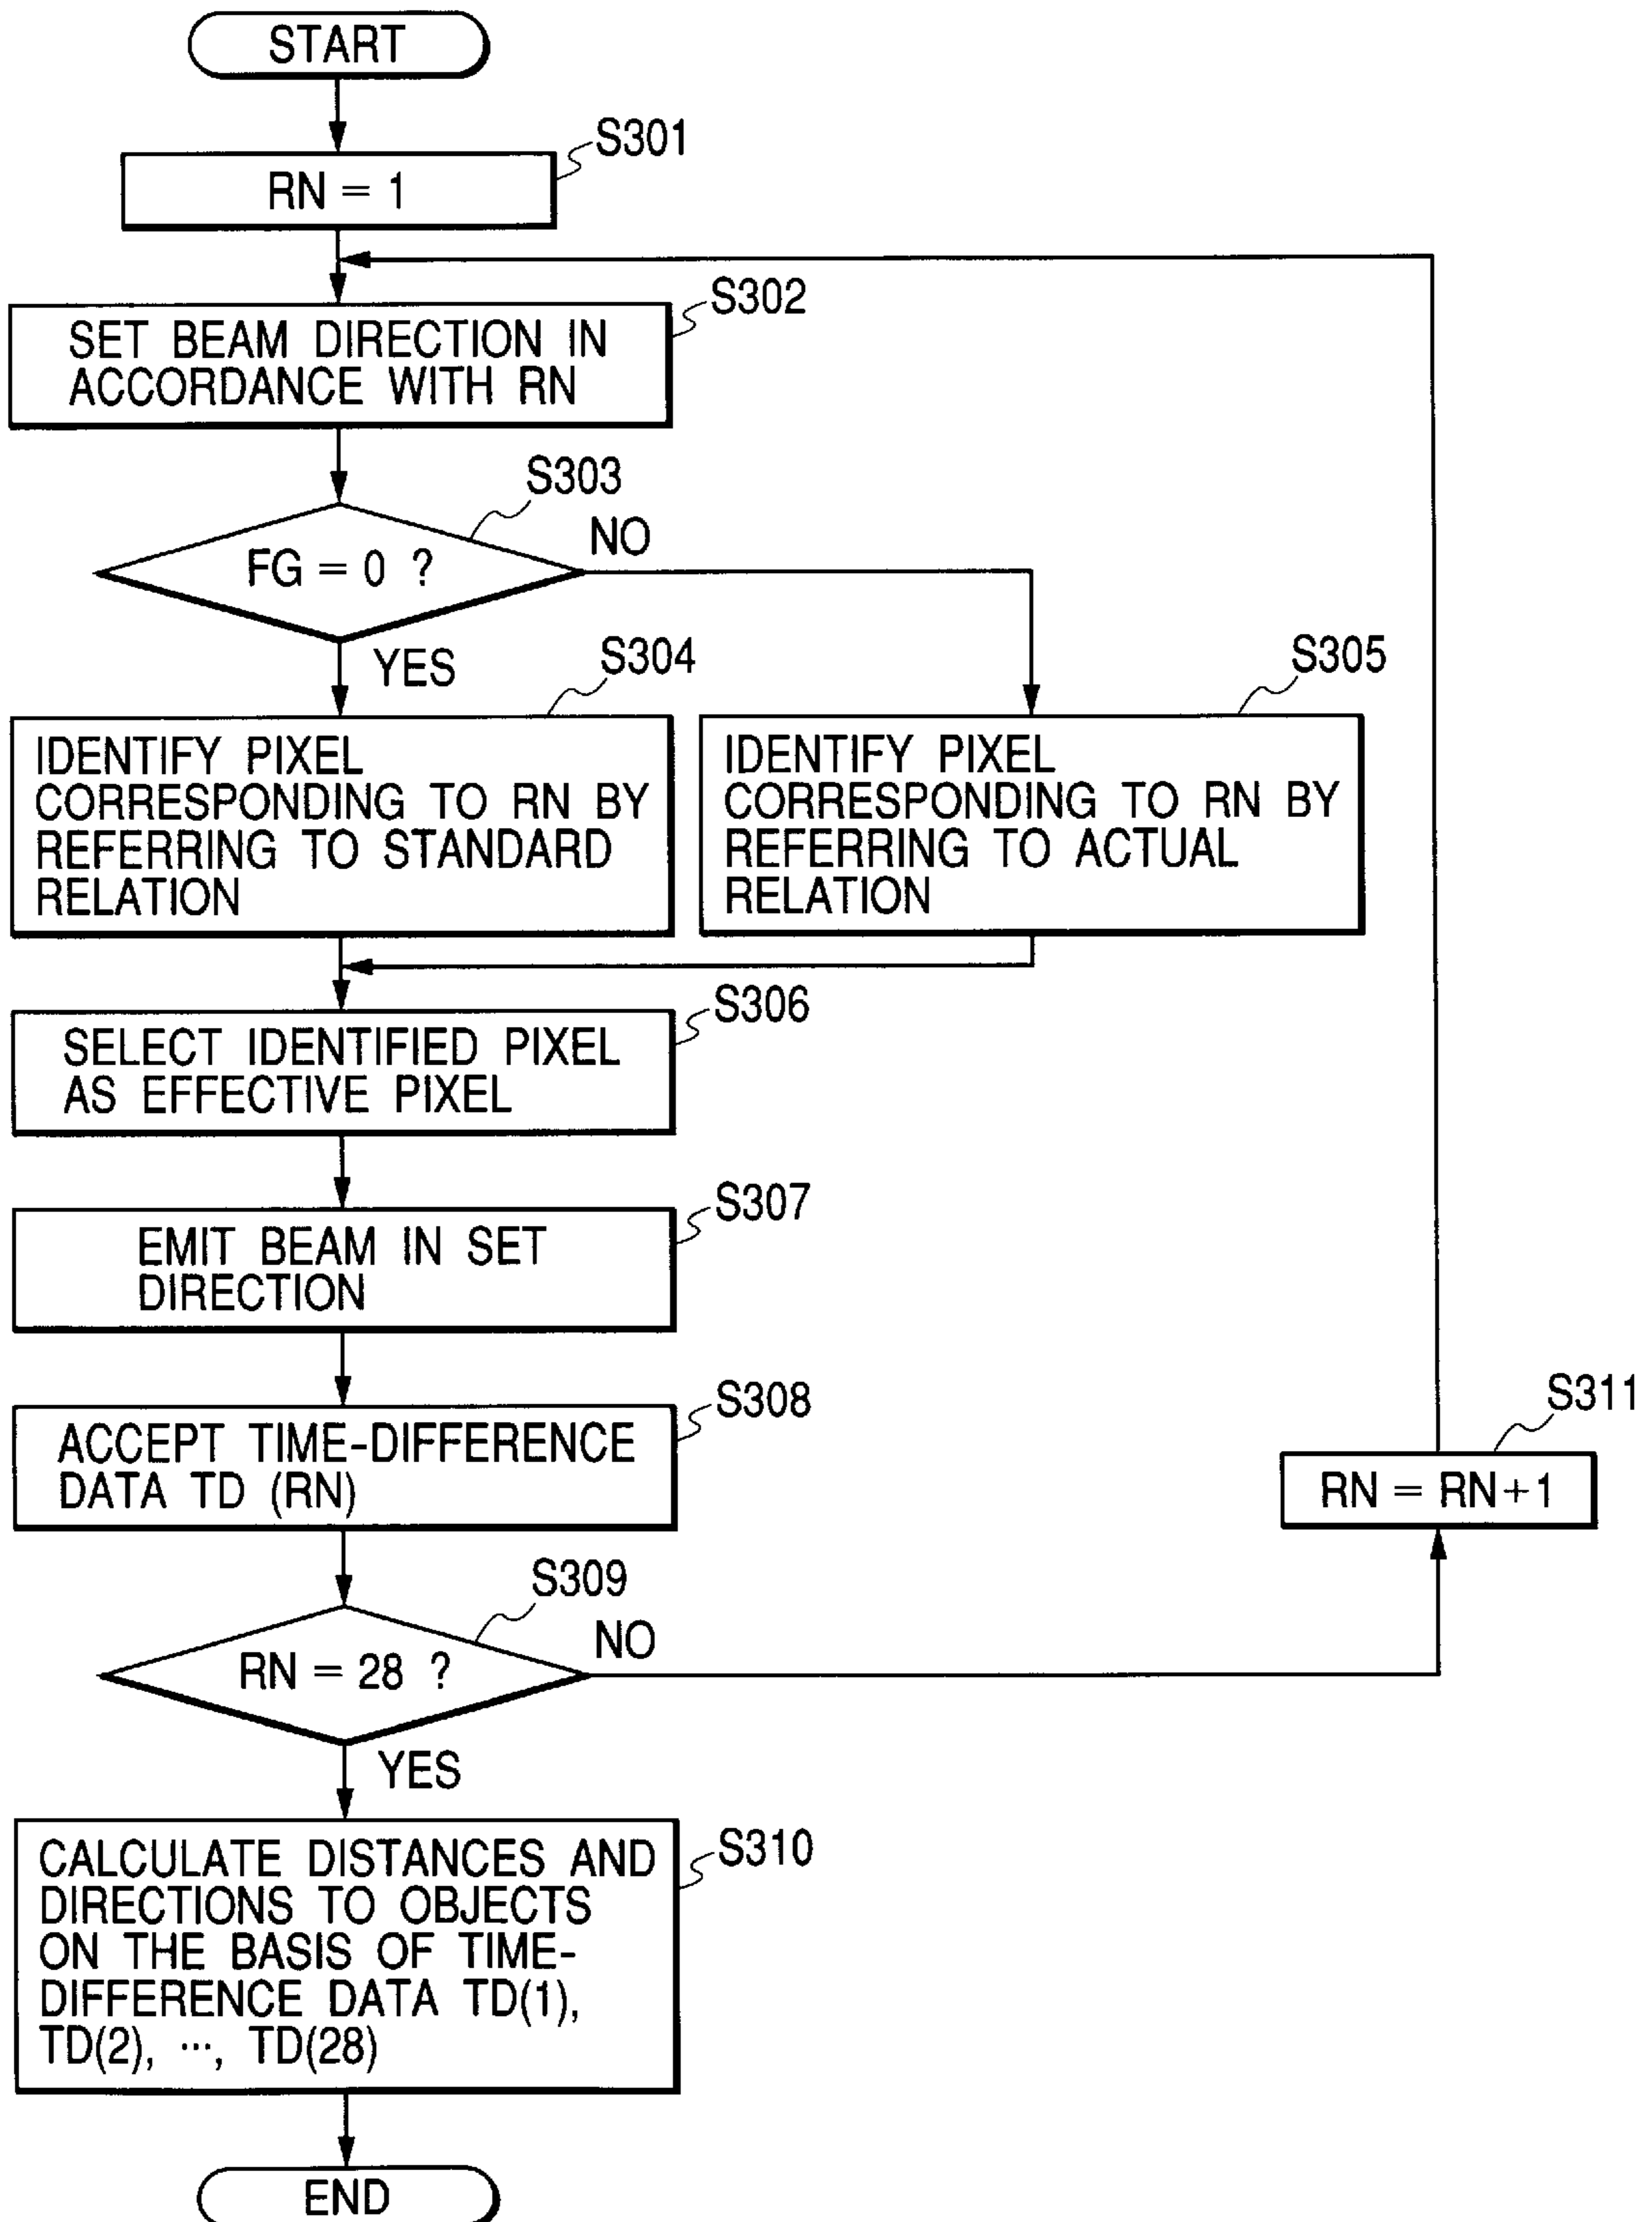 START
S301
RN = 1
S302
SET BEAM DIRECTION IN
ACCORDANCE WITH RN
S303
FG = 0 ?
NO
YES
S304
IDENTIFY PIXEL
CORRESPONDING TO RN BY
REFERRING TO STANDARD
RELATION
S305
IDENTIFY PIXEL
CORRESPONDING TO RN BY
REFERRING TO ACTUAL
RELATION
S306
SELECT IDENTIFIED PIXEL
AS EFFECTIVE PIXEL
S307
EMIT BEAM IN SET
DIRECTION
S308
ACCEPT TIME-DIFFERENCE
DATA TD (RN)
S311
RN = RN+1
S309
RN = 28 ?
NO
YES
S310
CALCULATE DISTANCES AND
DIRECTIONS TO OBJECTS
ON THE BASIS OF TIME-
DIFFERENCE DATA TD(1),
TD(2), ···, TD(28)
END